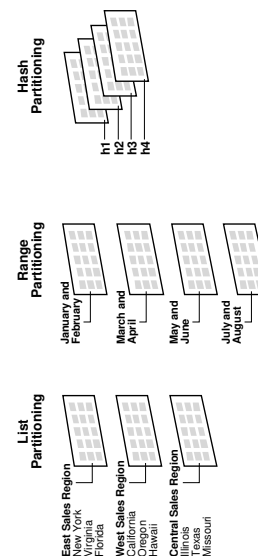 List
Partitioning
East Sales Region
New York
Virginia
Florida
West Sales Region
California
Oregon
Hawaii
Central Sales Region
Illinois
Texas
Missouri
Range
Partitioning
January and
February
March and
April
May and
June
July and
August
Hash
Partitioning
h1
h2
h3
h4